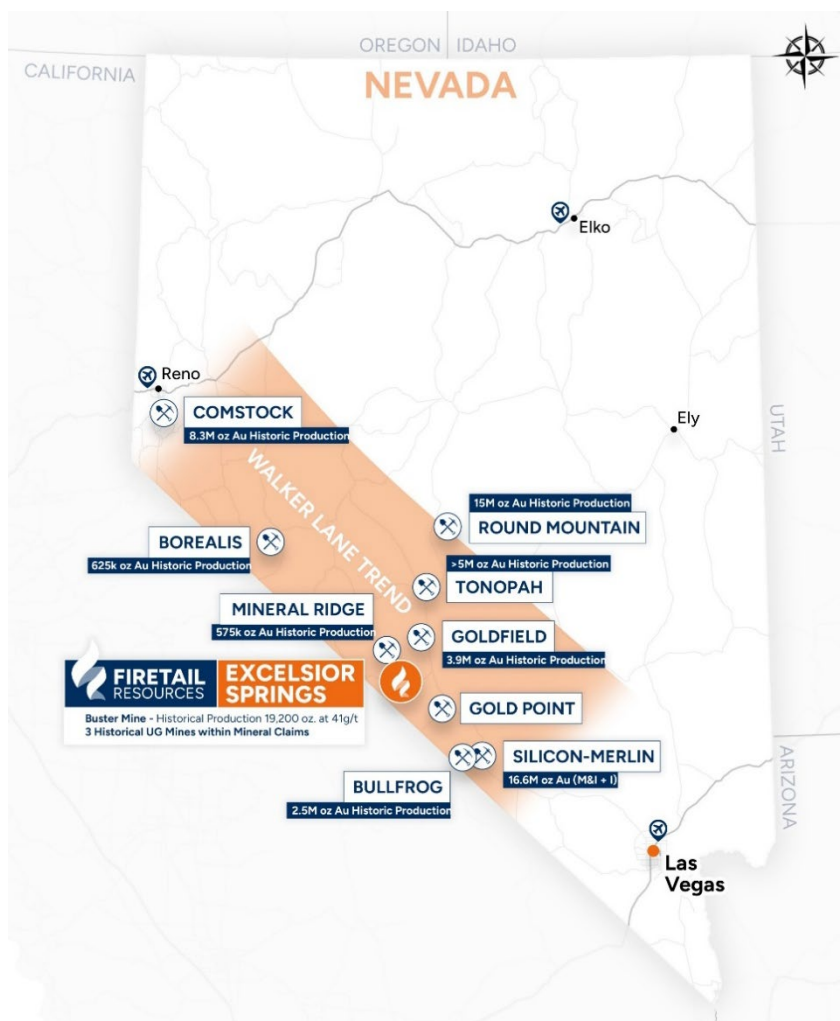 OREGON
IDAHO
CALIFORNIA
NEVADA
Elko
Reno
COMSTOCK
8.3M oz Au Historic Production
UTAH
Ely
WALKER LANE TREND
15M oz Au Historic Production
ROUND MOUNTAIN
BOREALIS
625k oz Au Historic Production
>5M oz Au Historic Production
TONOPAH
MINERAL RIDGE
575k oz Au Historic Production
GOLDFIELD
3.9M oz Au Historic Production
FIRETAIL
RESOURCES
EXCELSIOR
SPRINGS
Buster Mine - Historical Production 19,200 oz. at 41g/t
3 Historical UG Mines within Mineral Claims
GOLD POINT
SILICON-MERLIN
16.6M oz Au (M&I + I)
BULLFROG
2.5M oz Au Historic Production
ARIZONA
Las
Vegas